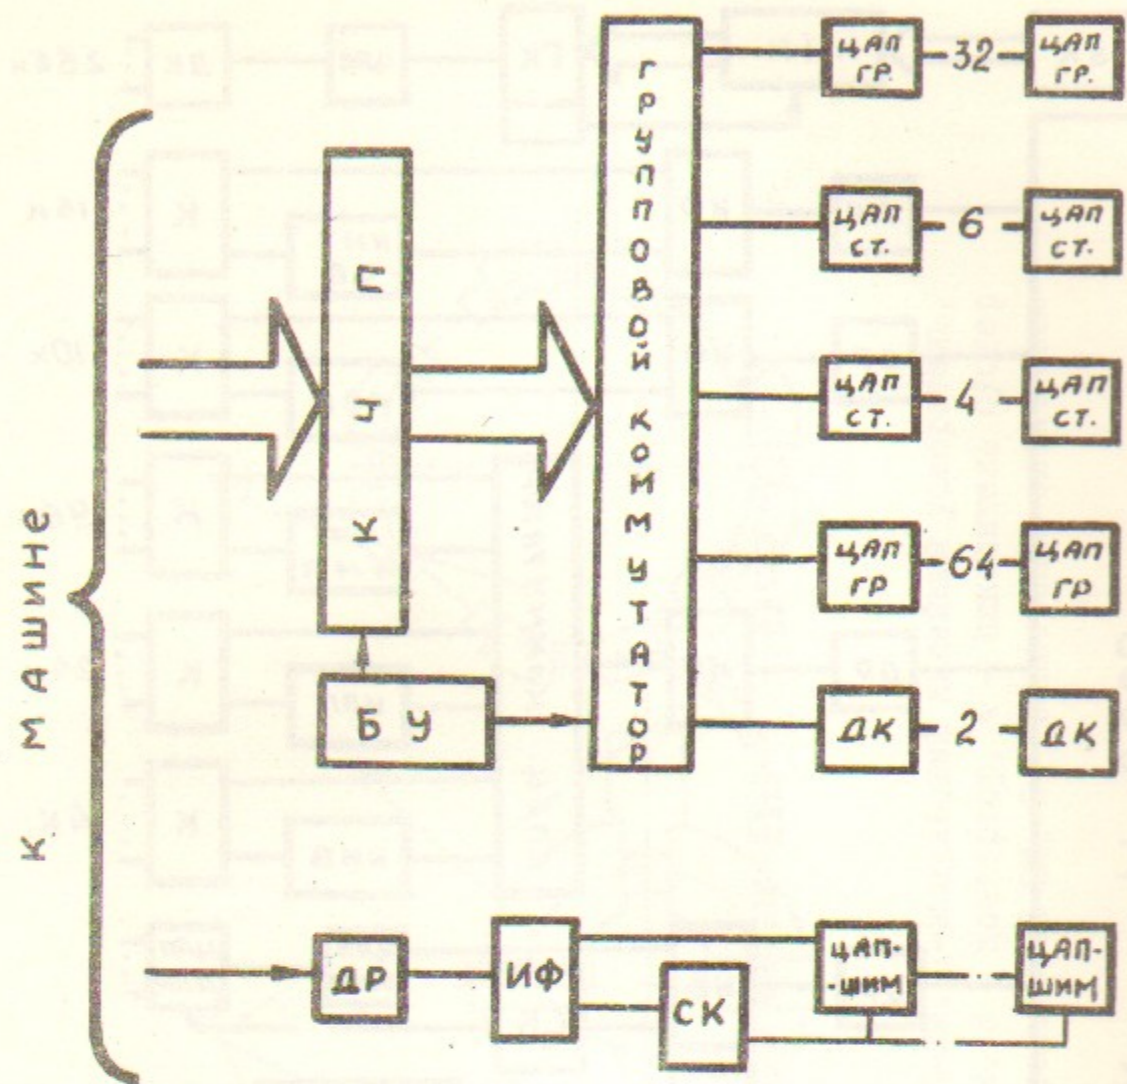 К МАШИНЕ
ПЧК
БУ
ГРУППОВОЙ КОММУТАТОР
ЦАП
ГР.
32
ЦАП
ГР.
ЦАП
СТ.
6
ЦАП
СТ.
ЦАП
СТ.
4
ЦАП
СТ.
ЦАП
ГР
64
ЦАП
ГР
ДК
2
ДК
ДР
ИФ
СК
ЦАП-
-ШИМ
ЦАП-
ШИМ